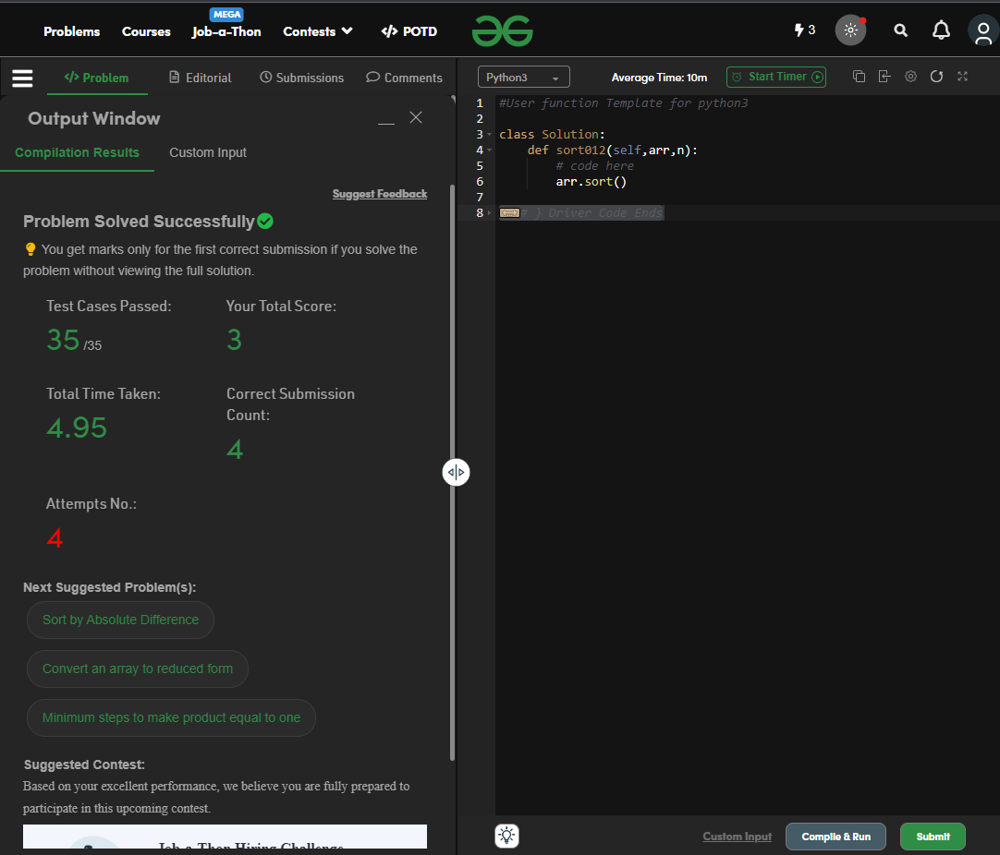 MEGA
Problems Courses Job-a-Thon Contests </> POTD 3
</> Problem Editorial Submissions Comments
Python3 Average Time: 10m Start Timer
Output Window
Compilation Results Custom Input
Suggest Feedback
Problem Solved Successfully
You get marks only for the first correct submission if you solve the
problem without viewing the full solution.
Test Cases Passed: Your Total Score:
35 /35 3
Total Time Taken: Correct Submission
Count:
4.95
4
Attempts No.:
4
Next Suggested Problem(s):
Sort by Absolute Difference
Convert an array to reduced form
Minimum steps to make product equal to one
Suggested Contest:
Based on your excellent performance, we believe you are fully prepared to
participate in this upcoming contest.
Job-a-Thon Hiring Challenge
1 #User function Template for python3
2
3 class Solution:
4 def sort012(self,arr,n):
5 # code here
6 arr.sort()
7
8 # } Driver Code Ends
Custom Input Compile & Run Submit